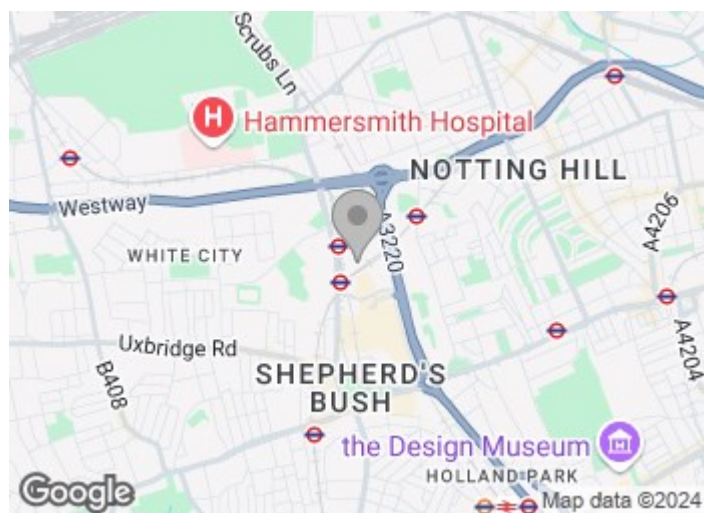 Scrubs Ln
H
Hammersmith Hospital
NOTTING HILL
Westway
A4206
A3220
WHITE CITY
Uxbridge Rd
A4204
B408
SHEPHERD'S
BUSH
the Design Museum
HOLLAND PARK
Google
Map data ©2024